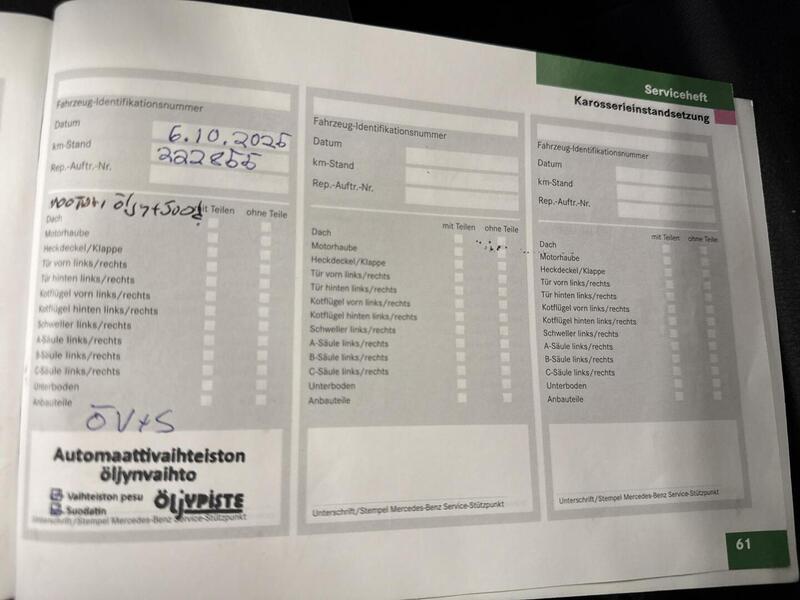 Serviceheft
Karosserieinstandsetzung
Fahrzeug-Identifikationsnummer
Datum 6.10.2025
km-Stand 222855
Rep.-Auftr.-Nr.
mit Teilen ohne Teile
Dach
Motorhaube
Heckdeckel/Klappe
Tür vorn links/rechts
Tür hinten links/rechts
Kotflügel vorn links/rechts
Kotflügel hinten links/rechts
Schweller links/rechts
A-Säule links/rechts
B-Säule links/rechts
C-Säule links/rechts
Unterboden
Anbauteile
ÖV+S
Automaattivaihteiston
öljynvaihto
Vaihteiston pesu
Suodatin
ÖLJYPISTE
Unterschrift/Stempel Mercedes-Benz Service-Stützpunkt
Fahrzeug-Identifikationsnummer
Datum
km-Stand
Rep.-Auftr.-Nr.
mit Teilen ohne Teile
Dach
Motorhaube
Heckdeckel/Klappe
Tür vorn links/rechts
Tür hinten links/rechts
Kotflügel vorn links/rechts
Kotflügel hinten links/rechts
Schweller links/rechts
A-Säule links/rechts
B-Säule links/rechts
C-Säule links/rechts
Unterboden
Anbauteile
Unterschrift/Stempel Mercedes-Benz Service-Stützpunkt
Fahrzeug-Identifikationsnummer
Datum
km-Stand
Rep.-Auftr.-Nr.
mit Teilen ohne Teile
Dach
Motorhaube
Heckdeckel/Klappe
Tür vorn links/rechts
Tür hinten links/rechts
Kotflügel vorn links/rechts
Kotflügel hinten links/rechts
Schweller links/rechts
A-Säule links/rechts
B-Säule links/rechts
C-Säule links/rechts
Unterboden
Anbauteile
Unterschrift/Stempel Mercedes-Benz Service-Stützpunkt
61